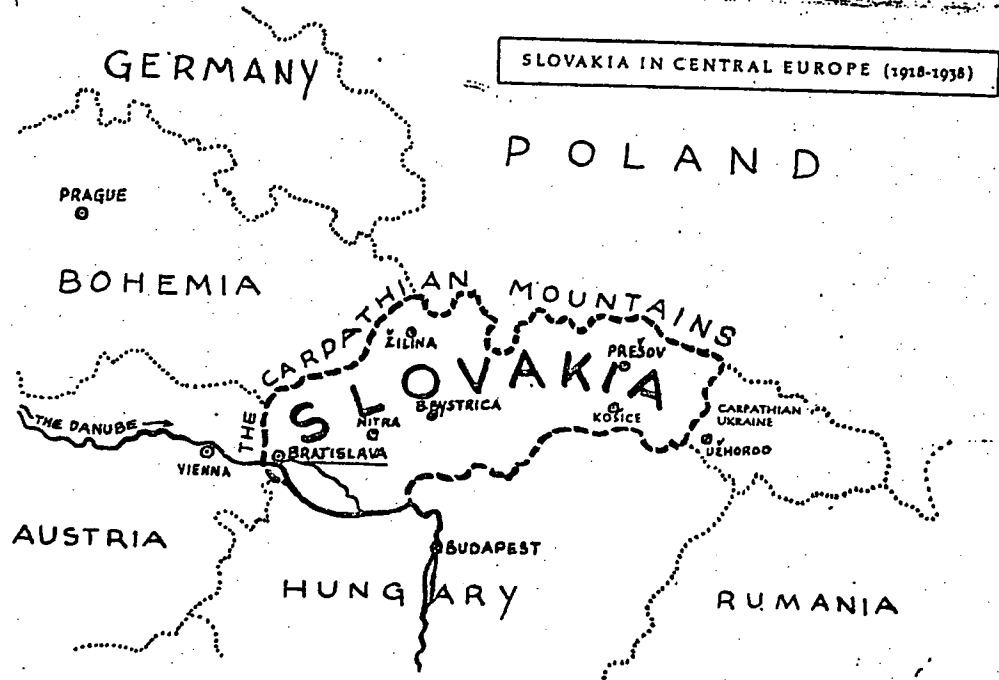 SLOVAKIA IN CENTRAL EUROPE (1918-1938)
GERMANY
POLAND
PRAGUE
BOHEMIA
THE CARPATHIAN MOUNTAINS
ŽILINA
PREŠOV
SLOVAKIA
B.BYSTRICA
NITRA
KOŠICE
CARPATHIAN
UKRAINE
UŽHOROD
THE DANUBE
VIENNA
BRATISLAVA
AUSTRIA
BUDAPEST
HUNGARY
RUMANIA